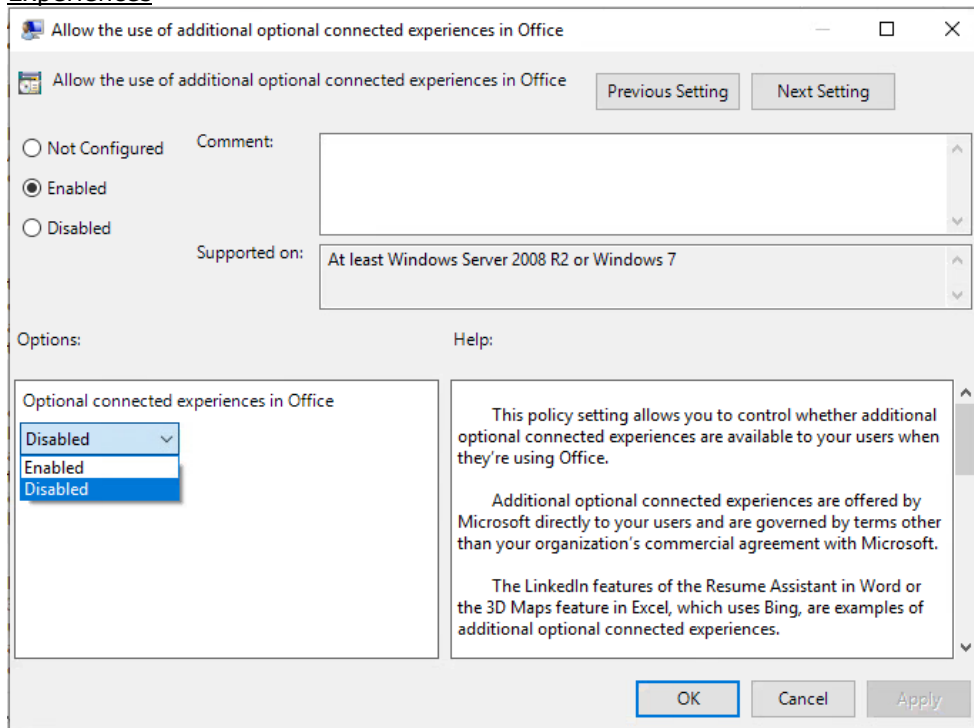 Experiences
Allow the use of additional optional connected experiences in Office
Allow the use of additional optional connected experiences in Office
Previous Setting
Next Setting
Not Configured
Comment:
Enabled
Disabled
Supported on:
At least Windows Server 2008 R2 or Windows 7
Options:
Help:
Optional connected experiences in Office
Disabled
Enabled
Disabled
This policy setting allows you to control whether additional
optional connected experiences are available to your users when
they're using Office.
Additional optional connected experiences are offered by
Microsoft directly to your users and are governed by terms other
than your organization's commercial agreement with Microsoft.
The LinkedIn features of the Resume Assistant in Word or
the 3D Maps feature in Excel, which uses Bing, are examples of
additional optional connected experiences.
OK
Cancel
Apply